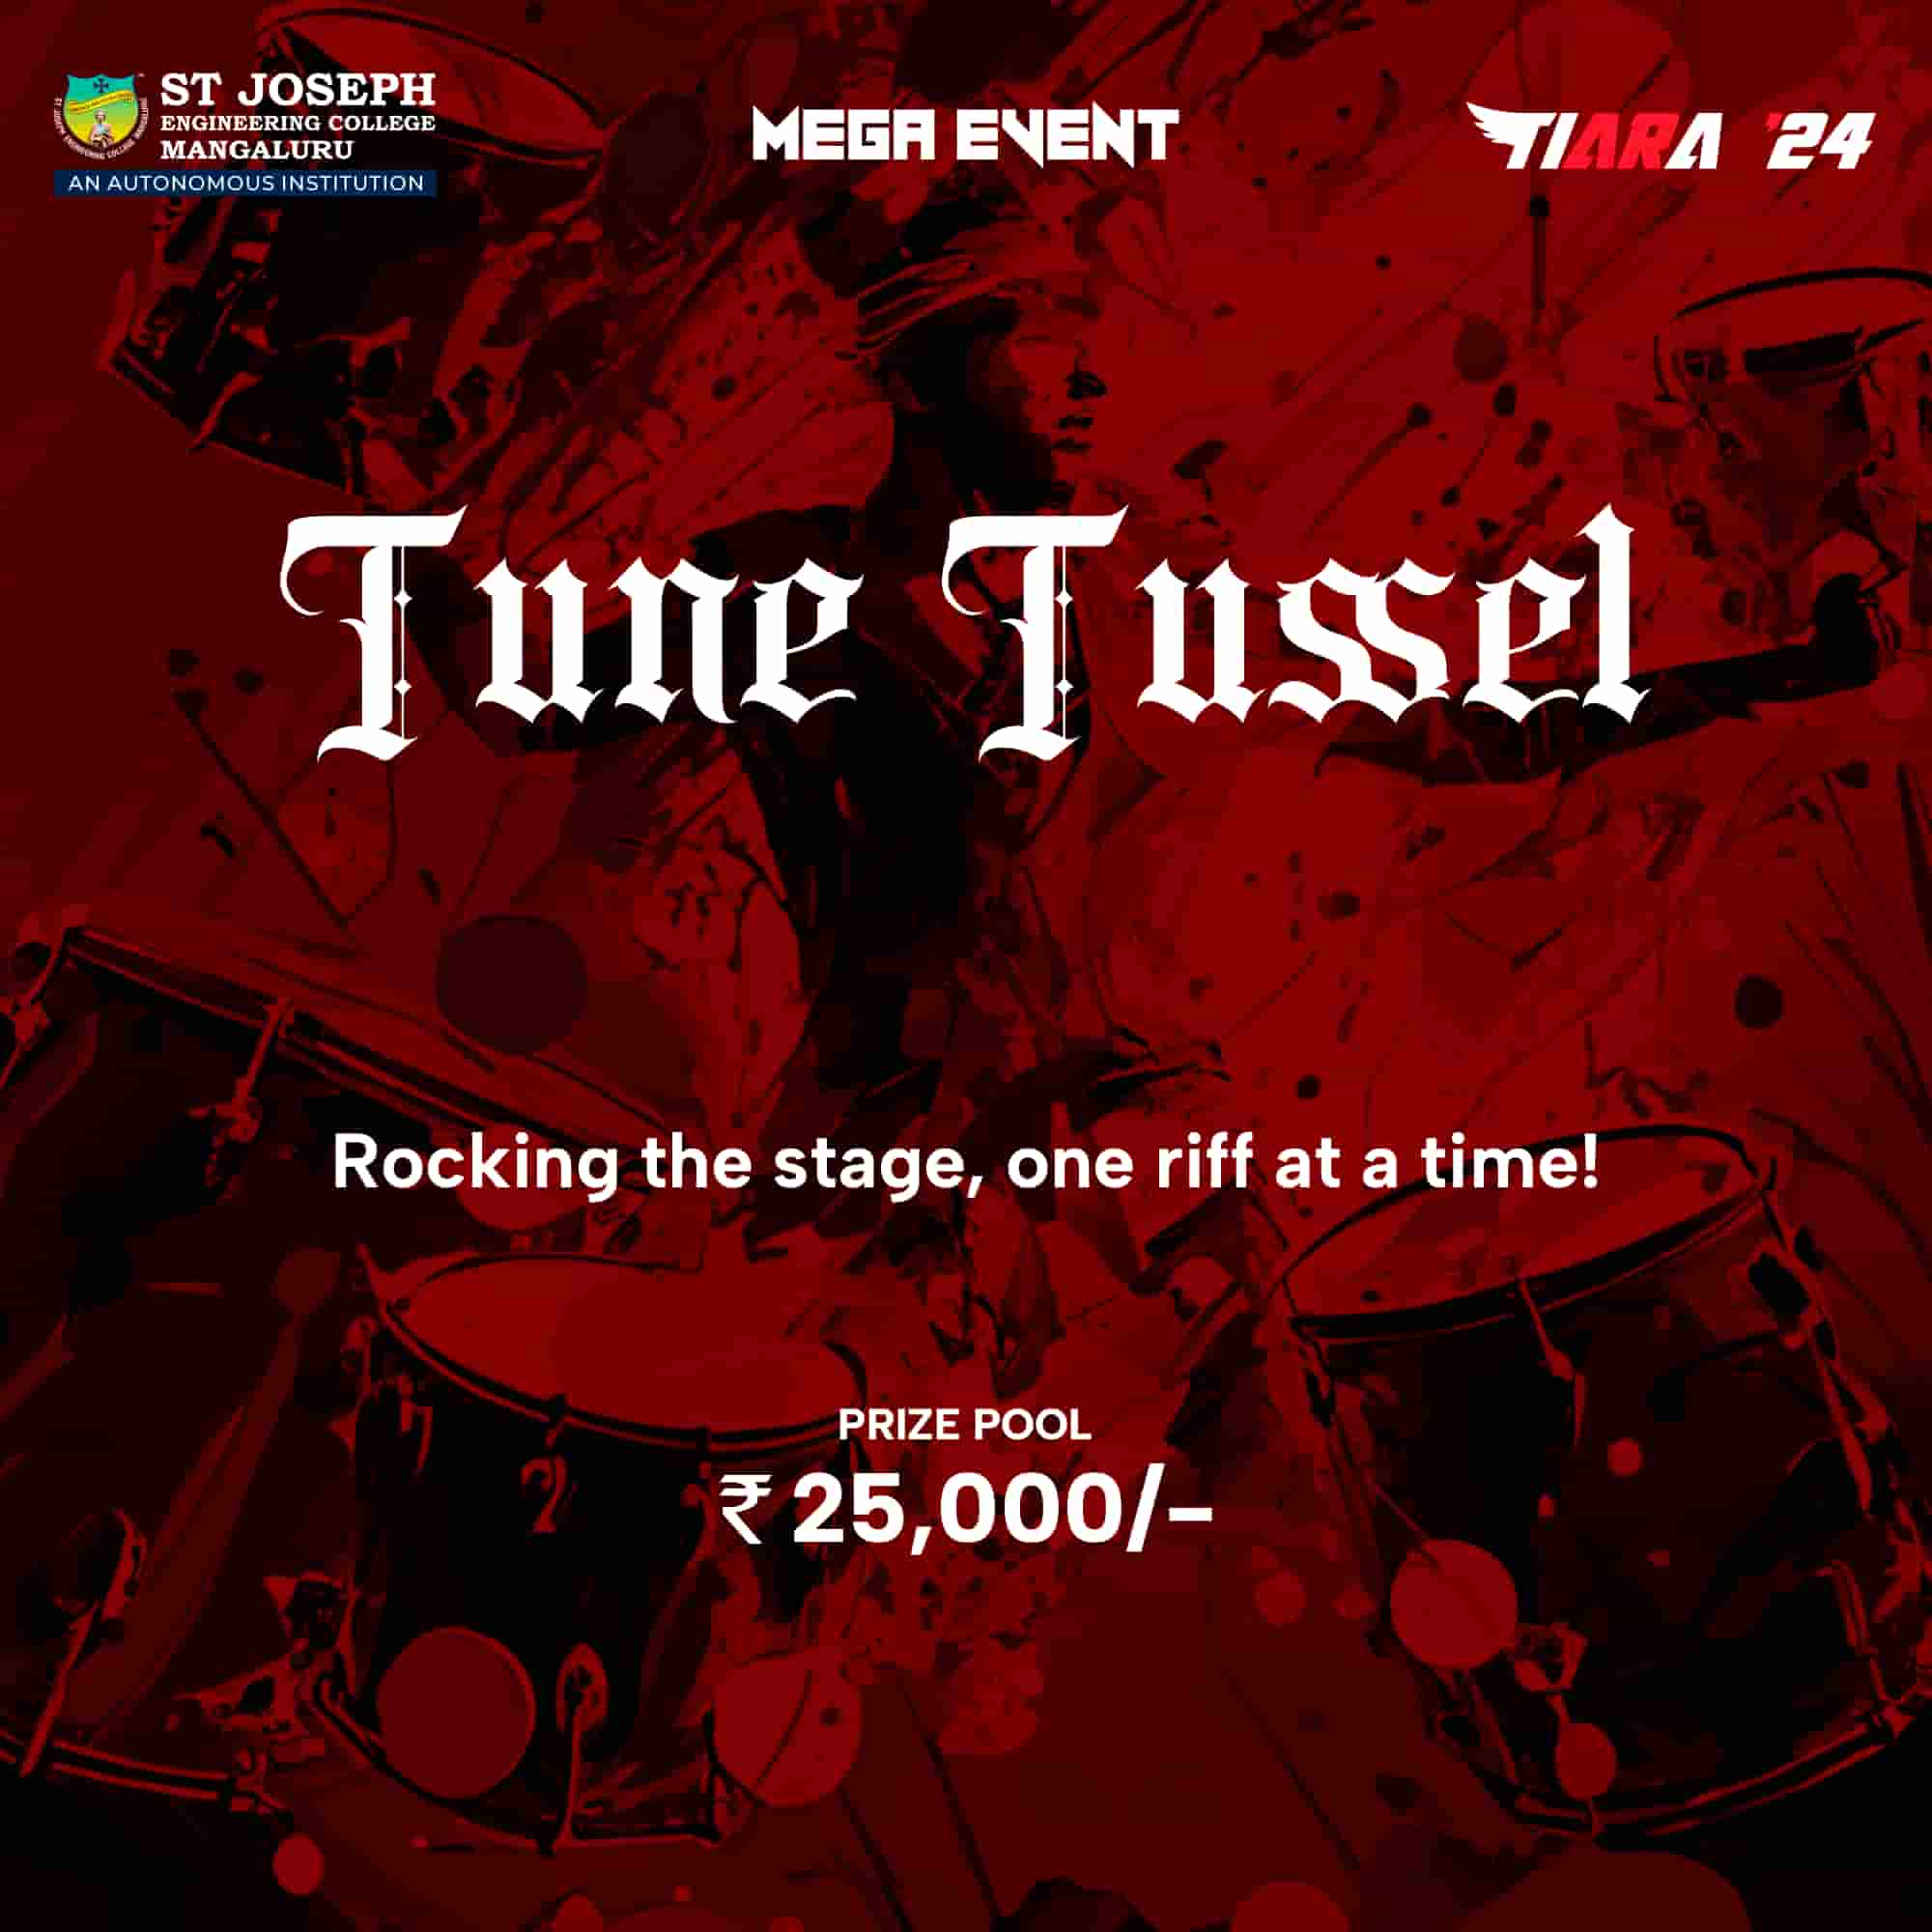 ST JOSEPH
ENGINEERING COLLEGE
MANGALURU
AN AUTONOMOUS INSTITUTION
MEGA EVENT
TIARA '24
Tune Tussel
Rocking the stage, one riff at a time!
PRIZE POOL
₹ 25,000/-